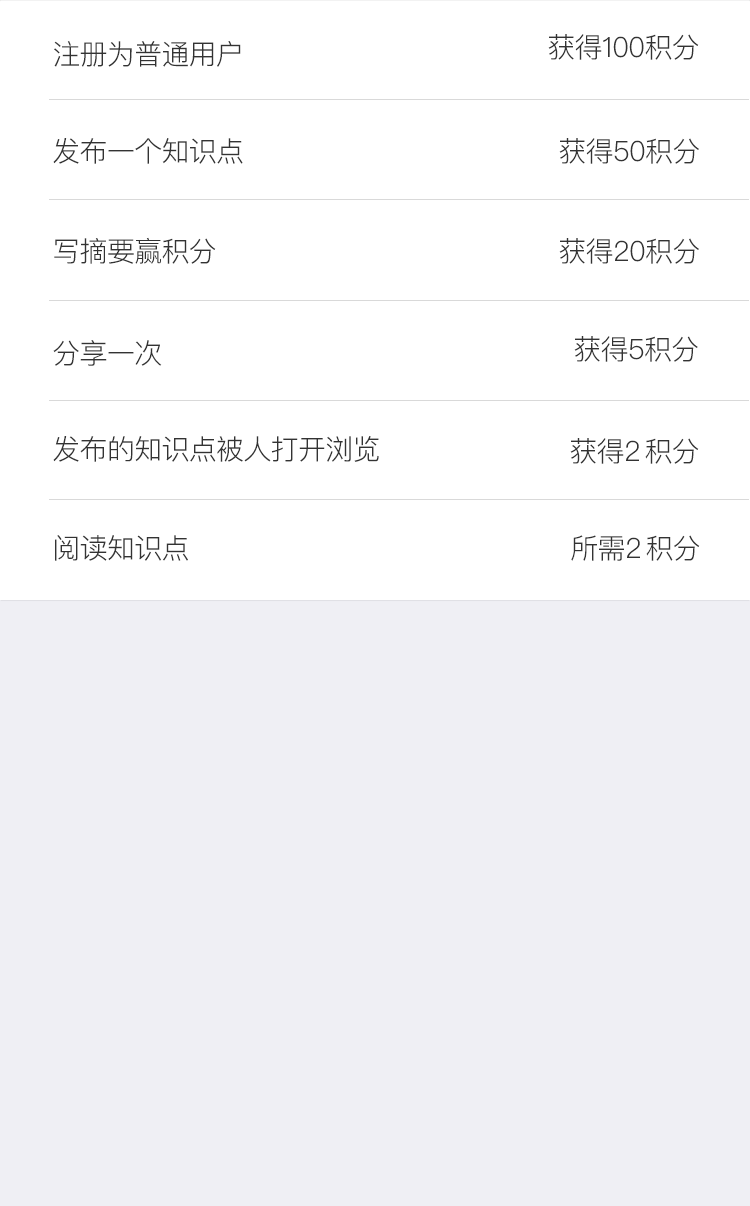 注册为普通用户 获得100积分
发布一个知识点 获得50积分
写摘要赢积分 获得20积分
分享一次 获得5积分
发布的知识点被人打开浏览 获得2 积分
阅读知识点 所需2 积分